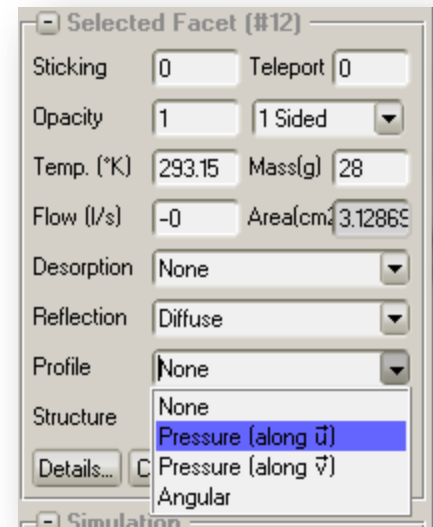 Selected Facet (#12)
Sticking 0 Teleport 0
Opacity 1 1 Sided
Temp. (°K) 293.15 Mass(g) 28
Flow (l/s) -0 Area(cm2 3.12869
Desorption None
Reflection Diffuse
Profile None
None
Structure
Pressure (along u⃗)
Details... C Pressure (along v⃗)
Angular
Simulation